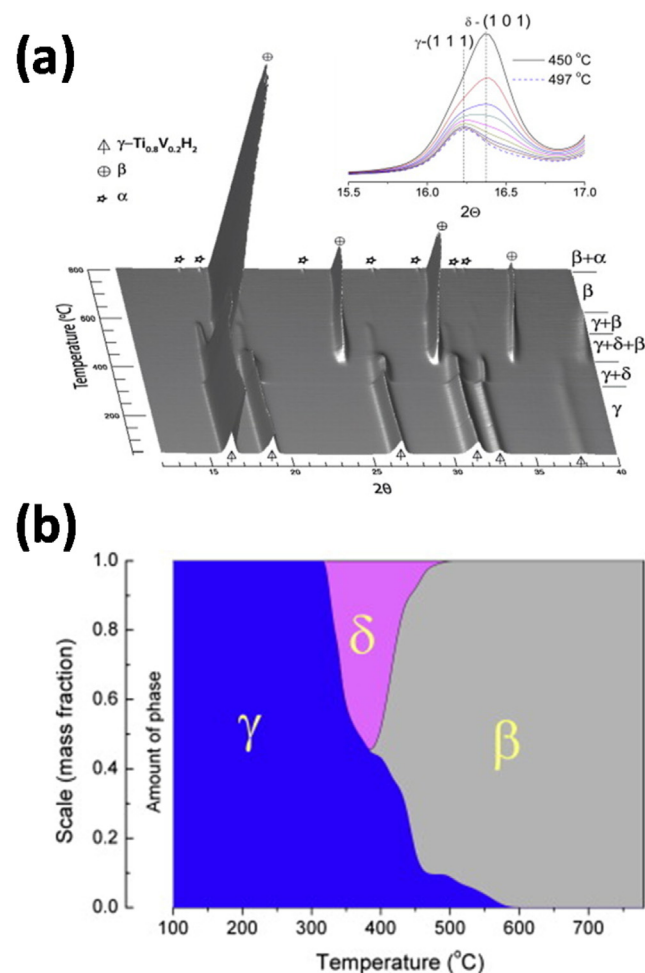 (a)
δ - (1 0 1)
γ-(1 1 1)
450 °C
497 °C
15.5 16.0 16.5 17.0
2Θ
γ–Ti0.8V0.2H2
β
α
β+α
β
γ+β
γ+δ+β
γ+δ
γ
Temperature (°C)
800
600
400
200
15 20 25 30 35 40
2θ
(b)
Scale (mass fraction)
Amount of phase
1.0
0.8
0.6
0.4
0.2
0.0
γ
δ
β
100 200 300 400 500 600 700
Temperature (°C)